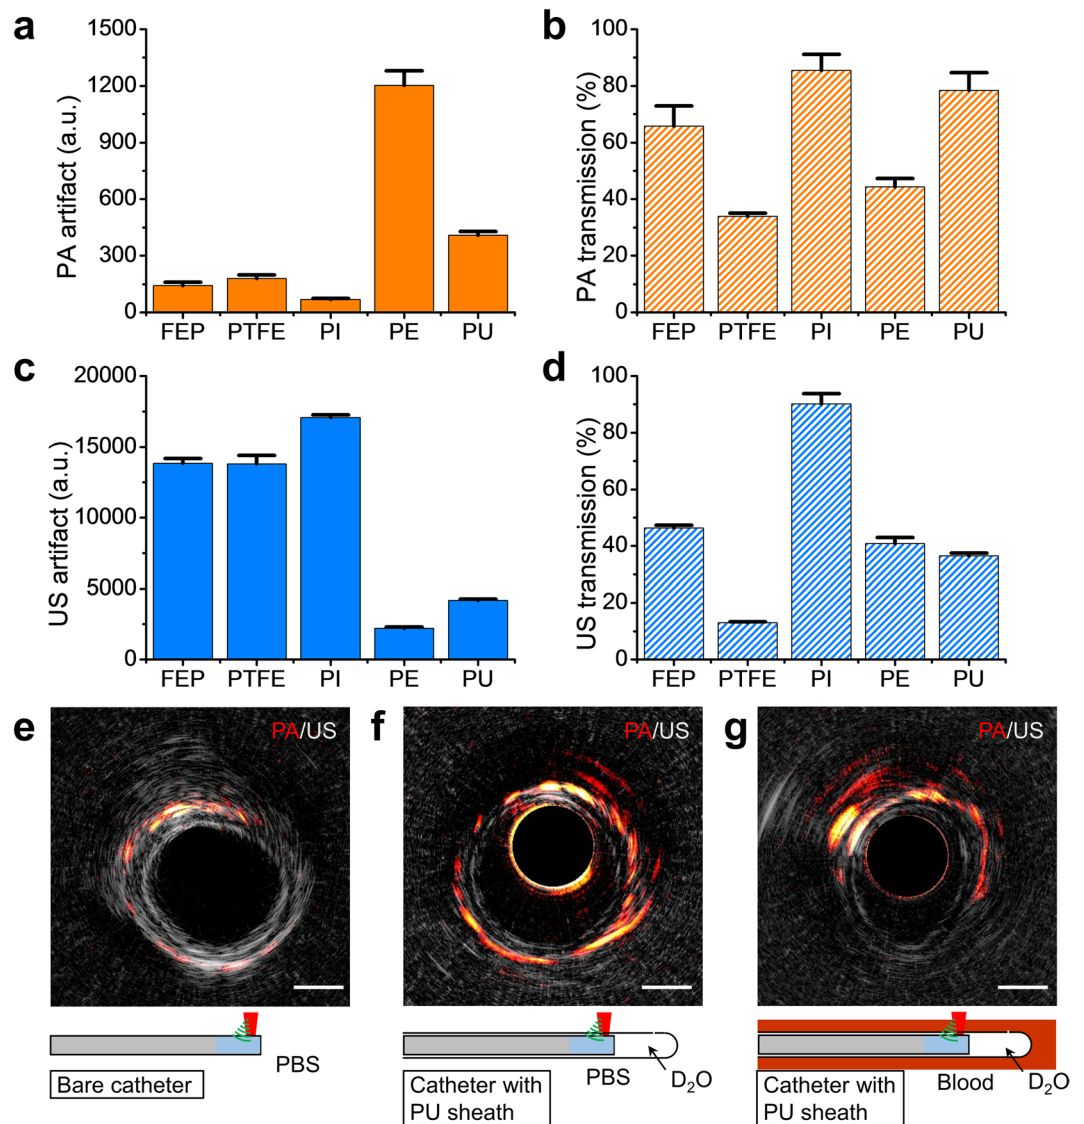 a
PA artifact (a.u.)
1500
1200
900
600
300
0
FEP PTFE PI PE PU
b
PA transmission (%)
100
80
60
40
20
0
FEP PTFE PI PE PU
c
US artifact (a.u.)
20000
15000
10000
5000
0
FEP PTFE PI PE PU
d
US transmission (%)
100
80
60
40
20
0
FEP PTFE PI PE PU
e
PA/US
PBS
Bare catheter
f
PA/US
PBS
D₂O
Catheter with
PU sheath
g
PA/US
Blood
D₂O
Catheter with
PU sheath